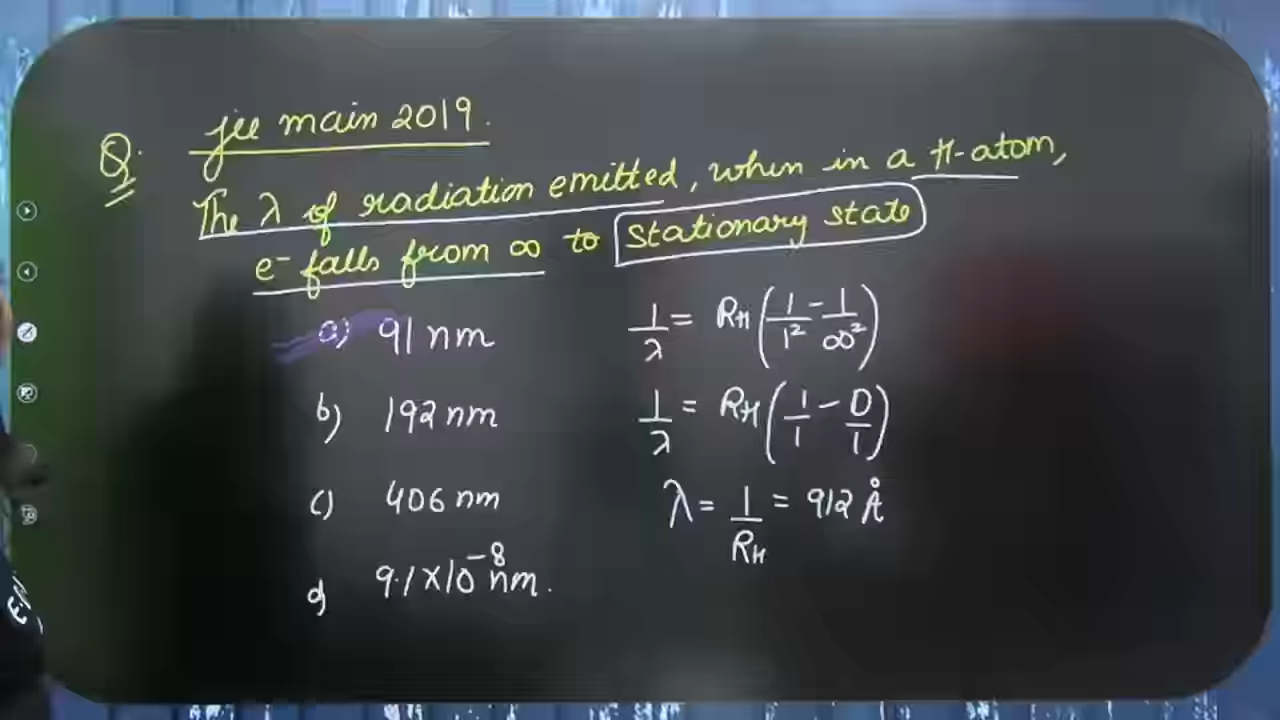 jee main 2019.
Q.
The λ of radiation emitted, when in a H-atom,
e⁻ falls from ∞ to stationary state
a) 91 nm
b) 192 nm
c) 406 nm
d) 9.1 × 10⁻⁸ nm.
1/λ = RH (1/1² - 1/∞²)
1/λ = RH (1/1 - 0/1)
λ = 1/RH = 912 Å